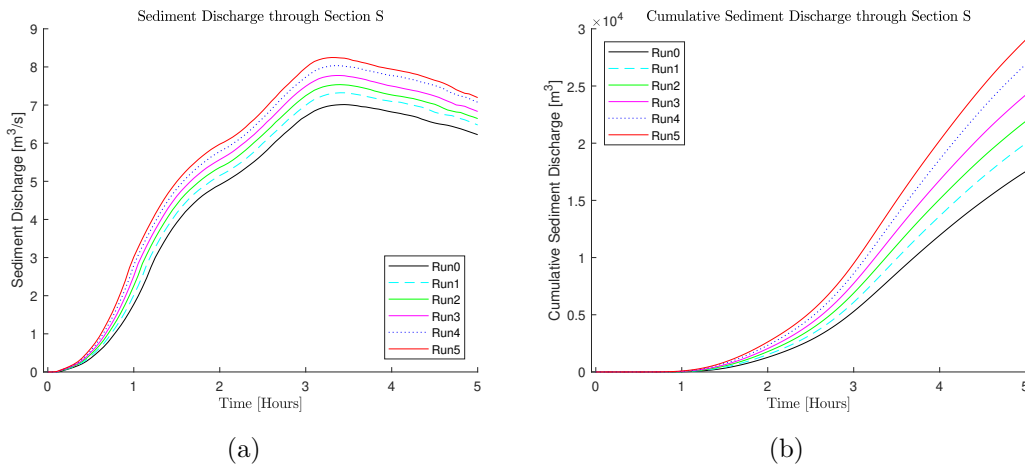 Sediment Discharge through Section S
9
8
7
6
5
4
3
2
1
0
Sediment Discharge [m³/s]
0 1 2 3 4 5
Time [Hours]
Run0
Run1
Run2
Run3
Run4
Run5
(a)
Cumulative Sediment Discharge through Section S
×10⁴
3
2.5
2
1.5
1
0.5
0
Cumulative Sediment Discharge [m³]
0 1 2 3 4 5
Time [Hours]
Run0
Run1
Run2
Run3
Run4
Run5
(b)